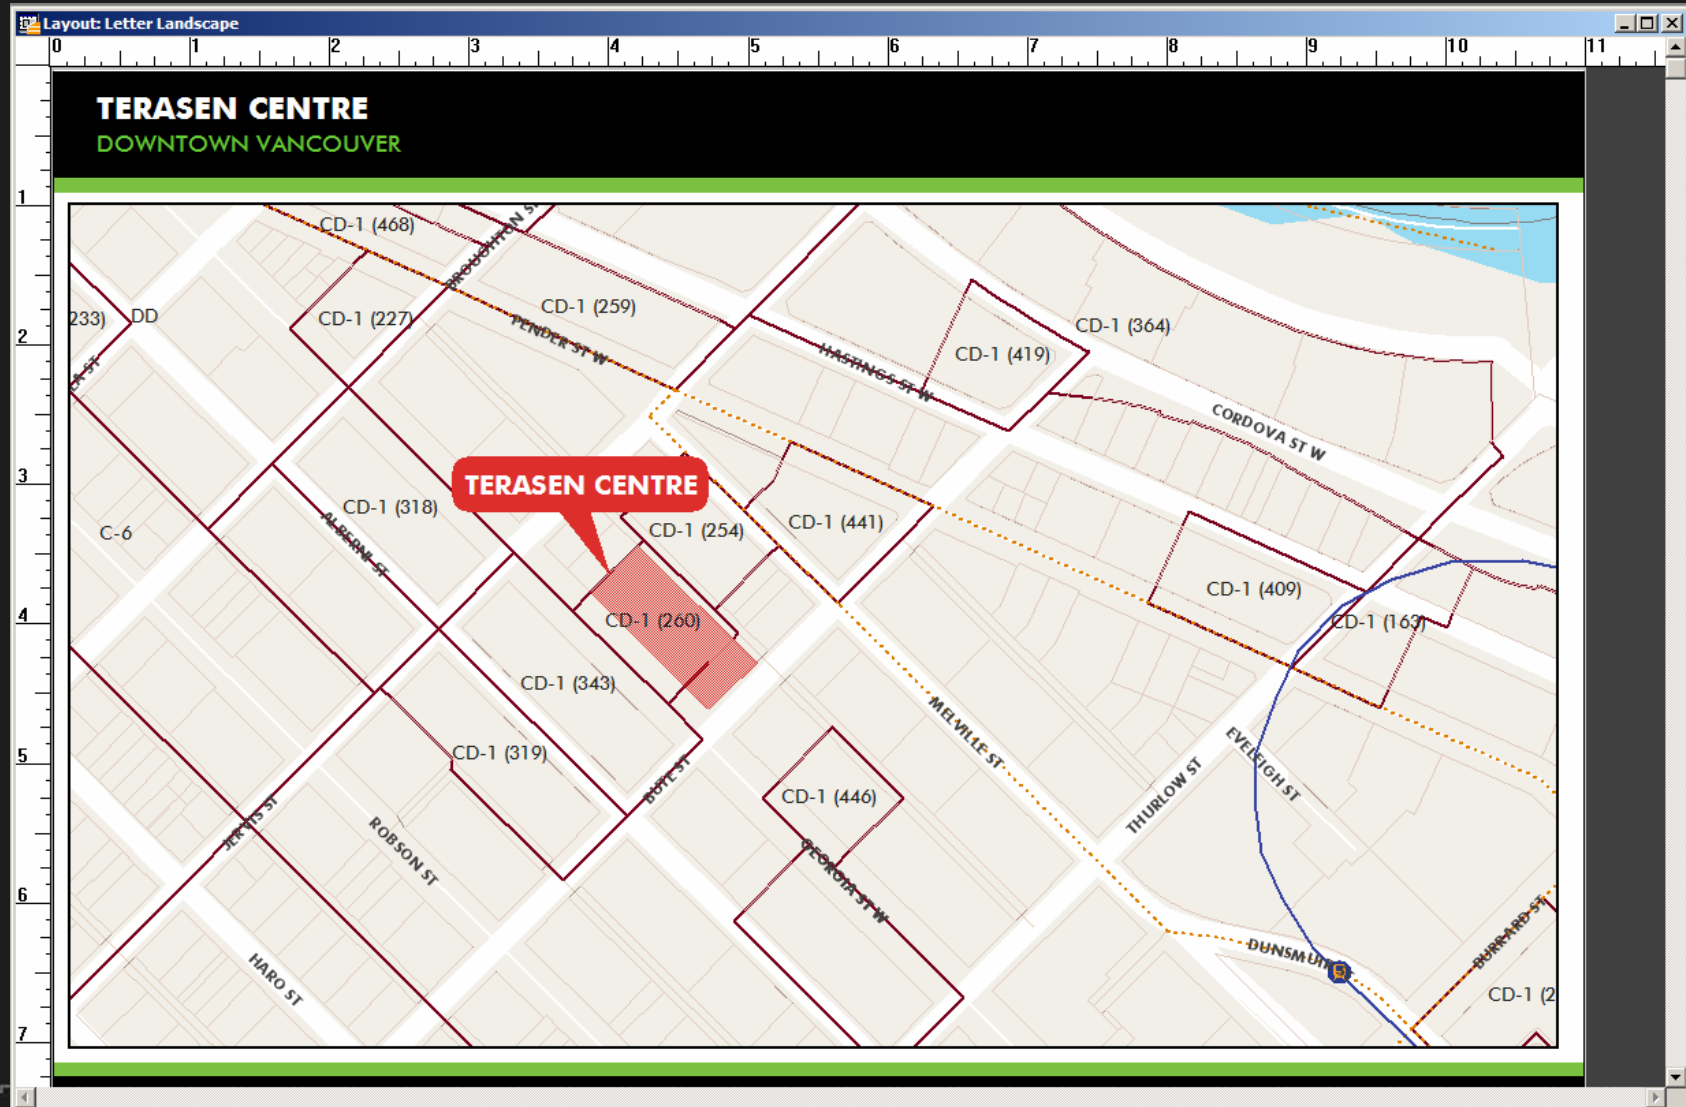 Layout: Letter Landscape
0 1 2 3 4 5 6 7 8 9 10 11
TERASEN CENTRE
DOWNTOWN VANCOUVER
1
2
3
4
5
6
7
CD-1 (468)
BROUGHTON ST
CD-1 (259)
233)
DD
CD-1 (227)
PENDER ST W
CD-1 (364)
CD-1 (419)
HASTINGS ST W
CORDOVA ST W
TERASEN CENTRE
CD-1 (318)
CD-1 (254)
CD-1 (441)
C-6
ALBERNI ST
CD-1 (409)
CD-1 (260)
CD-1 (163)
CD-1 (343)
MELVILLE ST
CD-1 (319)
BUTE ST
EVELEIGH ST
THURLOW ST
CD-1 (446)
JERVIS ST
ROBSON ST
GEORGIA ST W
BURRARD ST
DUNSMUIR
HARO ST
CD-1 (2